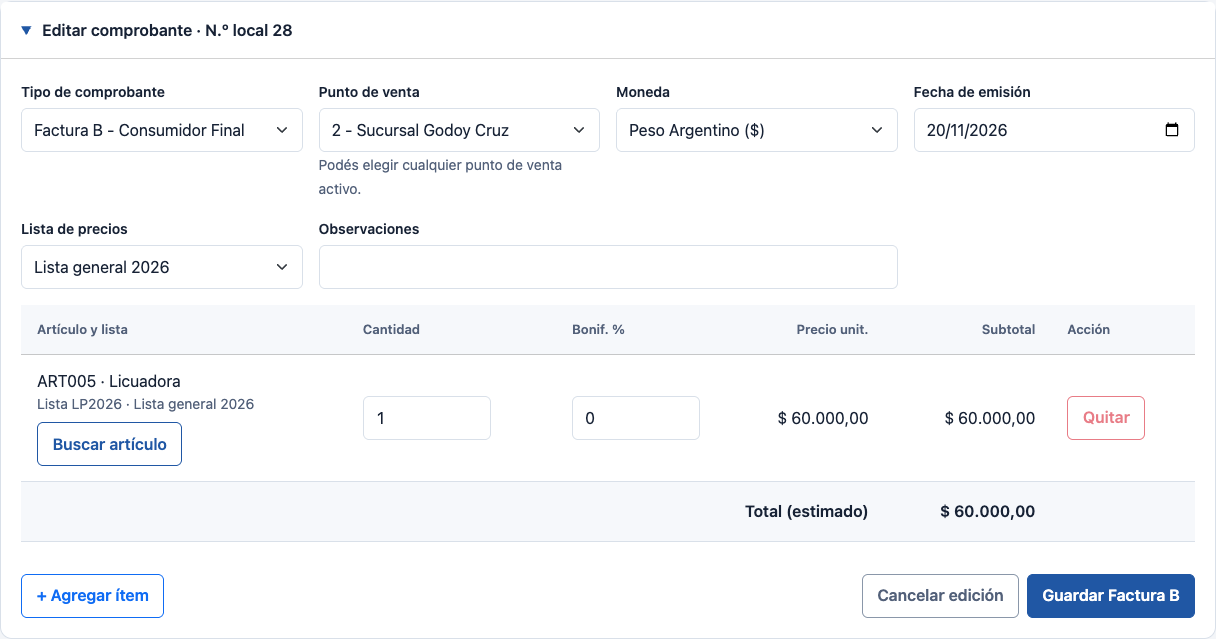 Editar comprobante · N.º local 28
Tipo de comprobante
Punto de venta
Moneda
Fecha de emisión
Factura B - Consumidor Final
2 - Sucursal Godoy Cruz
Peso Argentino ($)
20/11/2026
Podés elegir cualquier punto de venta
activo.
Lista de precios
Observaciones
Lista general 2026
Artículo y lista
Cantidad
Bonif. %
Precio unit.
Subtotal
Acción
ART005 · Licuadora
Lista LP2026 · Lista general 2026
Buscar artículo
1
0
$ 60.000,00
$ 60.000,00
Quitar
Total (estimado)
$ 60.000,00
+ Agregar ítem
Cancelar edición
Guardar Factura B